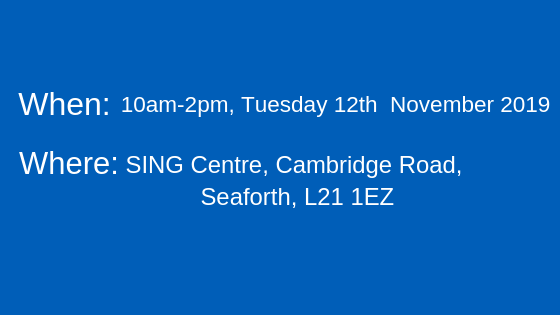 When: 10am-2pm, Tuesday 12th November 2019
Where: SING Centre, Cambridge Road,
Seaforth, L21 1EZ